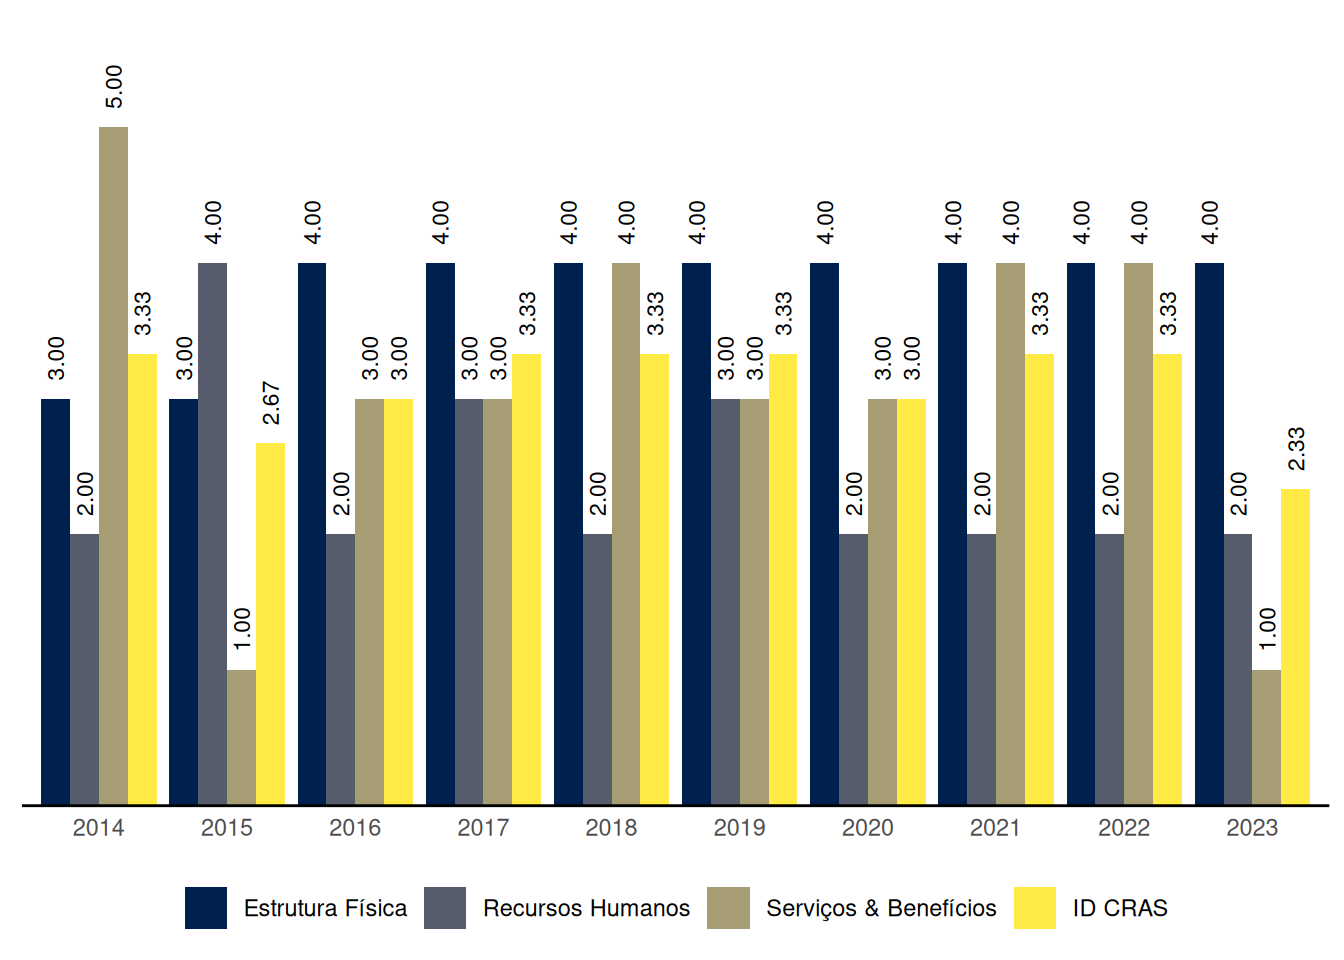 5.00
4.00 4.00 4.00 4.00 4.00 4.00 4.00 4.00 4.00 4.00 4.00 4.00
3.33 3.33 3.33 3.33 3.33 3.33
3.00 3.00 3.00 3.00 3.00 3.00 3.00 3.00 3.00 3.00
2.67 2.33
2.00 2.00 2.00 2.00 2.00 2.00 2.00
1.00 1.00
2014 2015 2016 2017 2018 2019 2020 2021 2022 2023
Estrutura Física Recursos Humanos Serviços & Benefícios ID CRAS